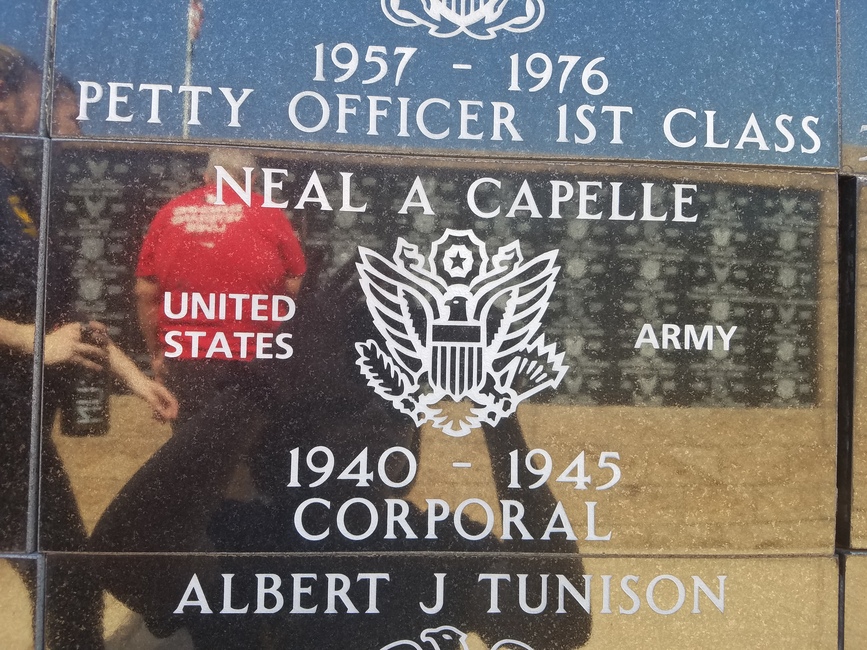 1957 - 1976
PETTY OFFICER 1ST CLASS
NEAL A CAPELLE
UNITED
STATES
ARMY
1940 - 1945
CORPORAL
ALBERT J TUNISON